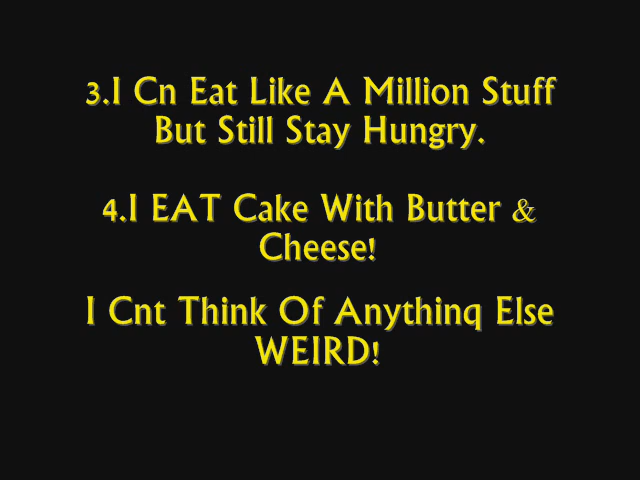 3.I Cn Eat Like A Million Stuff
But Still Stay Hungry.
4.I EAT Cake With Butter &
Cheese!
I Cnt Think Of Anything Else
WEIRD!